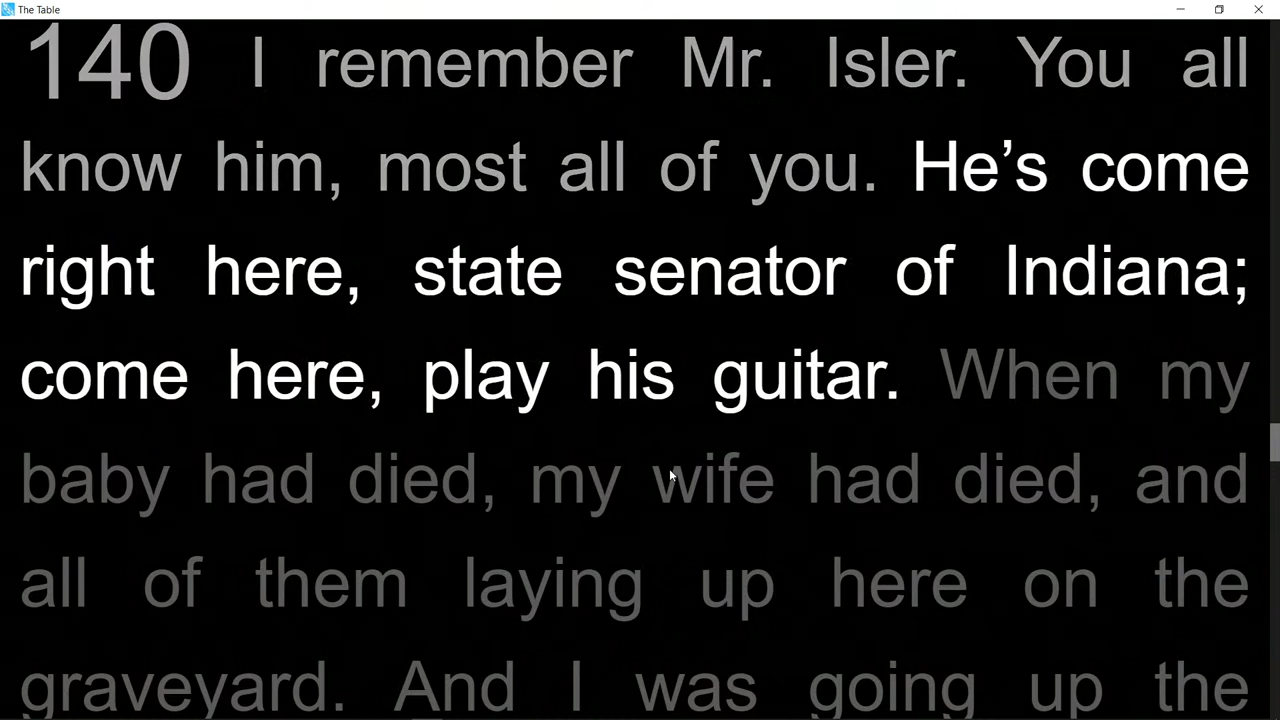 The Table
140 I remember Mr. Isler. You all
know him, most all of you. He’s come
right here, state senator of Indiana;
come here, play his guitar. When my
baby had died, my wife had died, and
all of them laying up here on the
graveyard. And I was going up the